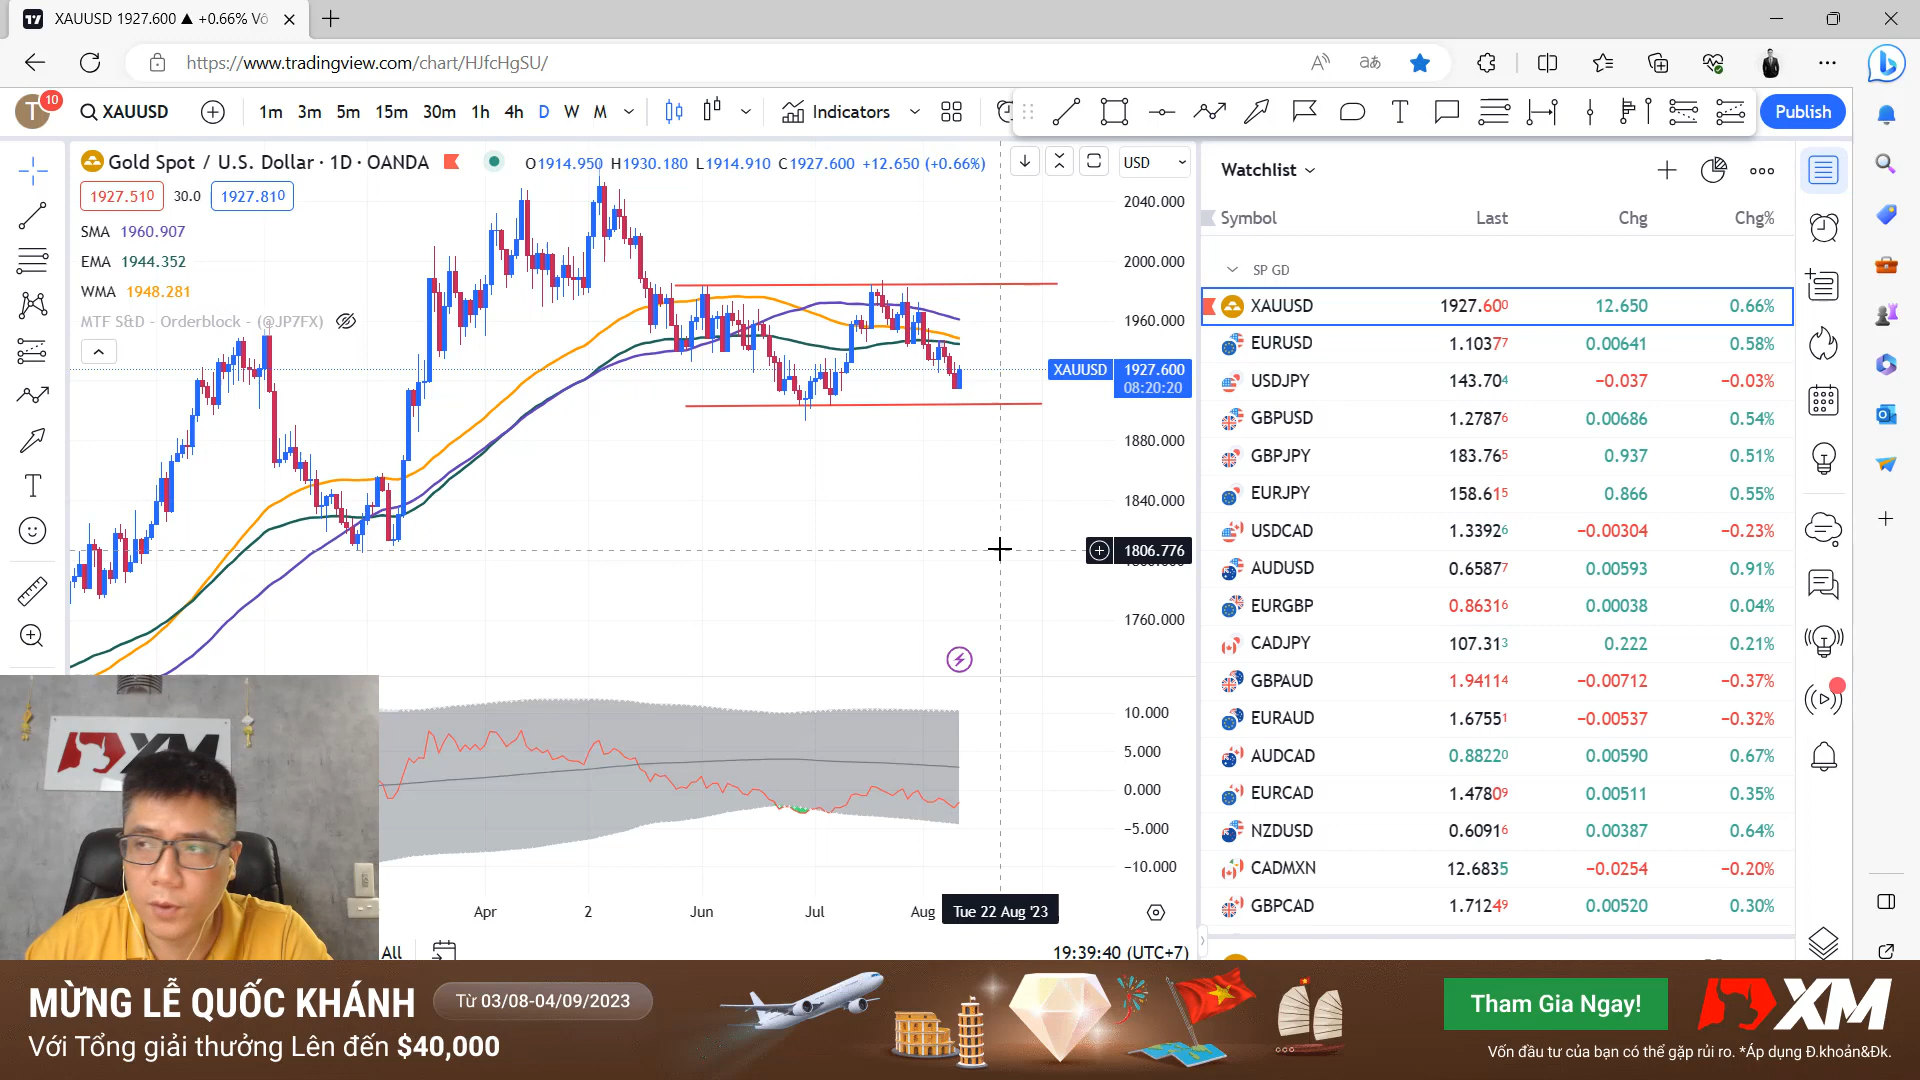 XAUUSD 1927.600 ▲ +0.66% Vô
https://www.tradingview.com/chart/HJfcHgSU/
T 10
XAUUSD 1m 3m 5m 15m 30m 1h 4h D W M Indicators Publish
Gold Spot / U.S. Dollar · 1D · OANDA O1914.950 H1930.180 L1914.910 C1927.600 +12.650 (+0.66%) USD
1927.510 30.0 1927.810
SMA 1960.907
EMA 1944.352
WMA 1948.281
MTF S&D - Orderblock - (@JP7FX)
2040.000
2000.000
1960.000
XAUUSD 1927.600
08:20:20
1880.000
1840.000
1806.776
1760.000
10.000
5.000
0.000
−5.000
−10.000
Apr 2 Jun Jul Aug Tue 22 Aug '23
All 19:39:40 (UTC+7)
Watchlist
Symbol Last Chg Chg%
SP GD
XAUUSD 1927.600 12.650 0.66%
EURUSD 1.10377 0.00641 0.58%
USDJPY 143.704 −0.037 −0.03%
GBPUSD 1.27876 0.00686 0.54%
GBPJPY 183.765 0.937 0.51%
EURJPY 158.615 0.866 0.55%
USDCAD 1.33926 −0.00304 −0.23%
AUDUSD 0.65877 0.00593 0.91%
EURGBP 0.86316 0.00038 0.04%
CADJPY 107.313 0.222 0.21%
GBPAUD 1.94114 −0.00712 −0.37%
EURAUD 1.67551 −0.00537 −0.32%
AUDCAD 0.88220 0.00590 0.67%
EURCAD 1.47809 0.00511 0.35%
NZDUSD 0.60916 0.00387 0.64%
CADMXN 12.6835 −0.0254 −0.20%
GBPCAD 1.71249 0.00520 0.30%
XM
MỪNG LỄ QUỐC KHÁNH Từ 03/08-04/09/2023
Với Tổng giải thưởng Lên đến $40,000
Tham Gia Ngay! XM
Vốn đầu tư của bạn có thể gặp rủi ro. *Áp dụng Đ.khoản&Đk.